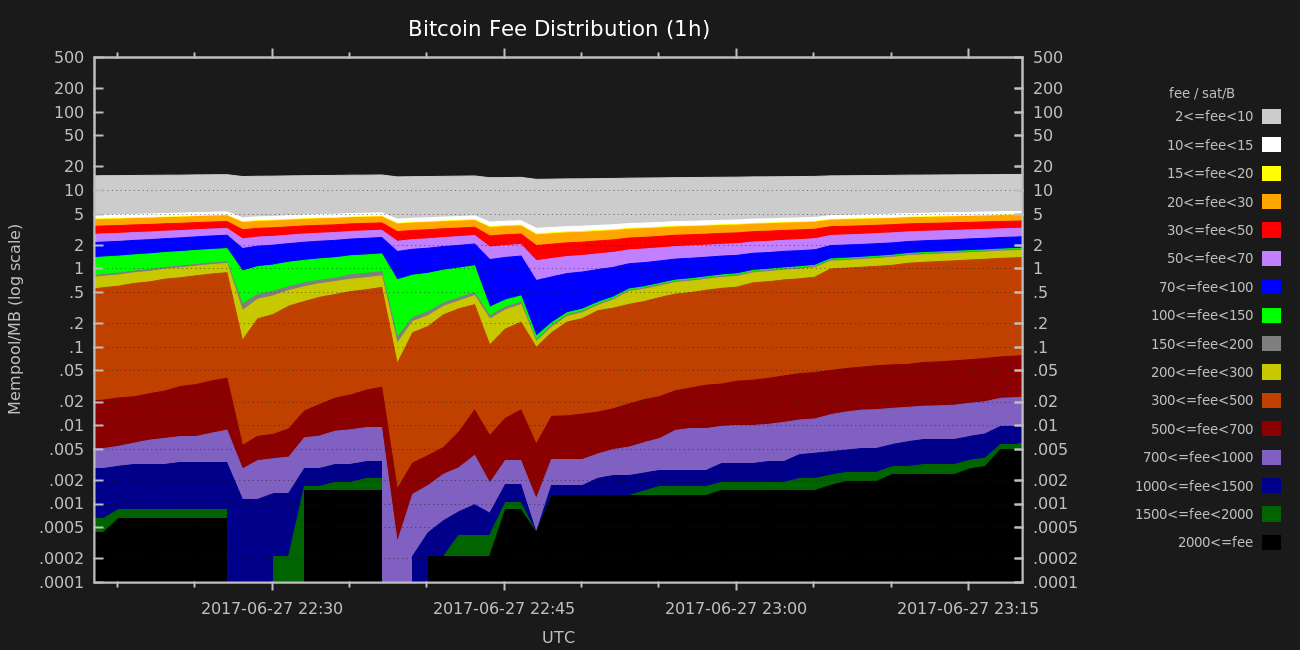 Bitcoin Fee Distribution (1h)
500 500
200 200
100 100
50 50
20 20
10 10
5 5
2 2
1 1
.5 .5
.2 .2
.1 .1
.05 .05
.02 .02
.01 .01
.005 .005
.002 .002
.001 .001
.0005 .0005
.0002 .0002
.0001 .0001
Mempool/MB (log scale)
2017-06-27 22:30 2017-06-27 22:45 2017-06-27 23:00 2017-06-27 23:15
UTC
fee / sat/B
2<=fee<10
10<=fee<15
15<=fee<20
20<=fee<30
30<=fee<50
50<=fee<70
70<=fee<100
100<=fee<150
150<=fee<200
200<=fee<300
300<=fee<500
500<=fee<700
700<=fee<1000
1000<=fee<1500
1500<=fee<2000
2000<=fee